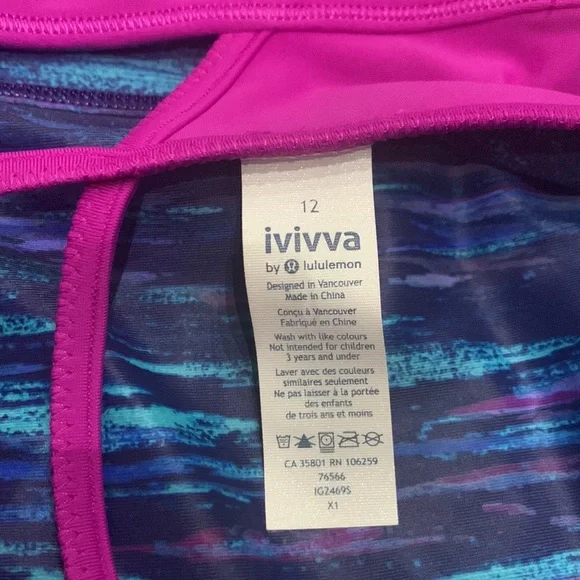 12
ivivva
by lululemon
Designed in Vancouver
Made in China
Conçu à Vancouver
Fabriqué en Chine
Wash with like colours
Not intended for children
3 years and under
Laver avec des couleurs
similaires seulement
Ne pas laisser à la portée
des enfants
de trois ans et moins
CA 35801 RN 106259
76566
IG2469S
X1